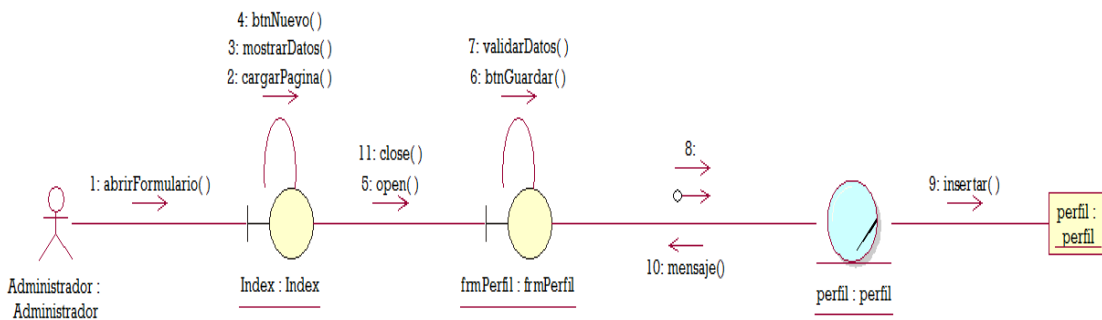 4: btnNuevo( )
3: mostrarDatos( )
2: cargarPagina( )
7: validarDatos( )
6: btnGuardar( )
1: abrirFormulario( )
11: close( )
5: open( )
8:
9: insertar( )
10: mensaje()
Administrador :
Administrador
Index : Index
frmPerfil : frmPerfil
perfil : perfil
perfil :
perfil